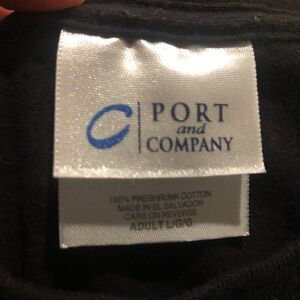 PORT
and
COMPANY
100% PRESHRUNK COTTON
MADE IN EL SALVADOR
CARE ON REVERSE
ADULT L/G/G